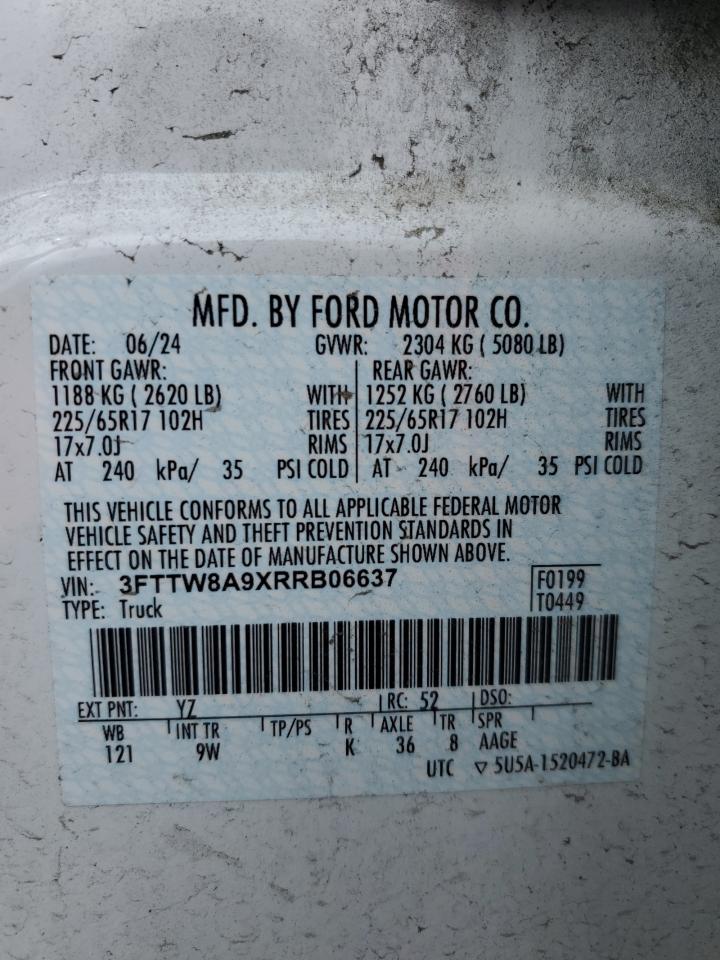 MFD. BY FORD MOTOR CO.
DATE: 06/24 GVWR: 2304 KG ( 5080 LB)
FRONT GAWR: REAR GAWR:
1188 KG ( 2620 LB) WITH 1252 KG ( 2760 LB) WITH
225/65R17 102H TIRES 225/65R17 102H TIRES
17x7.0J RIMS 17x7.0J RIMS
AT 240 kPa/ 35 PSI COLD AT 240 kPa/ 35 PSI COLD
THIS VEHICLE CONFORMS TO ALL APPLICABLE FEDERAL MOTOR
VEHICLE SAFETY AND THEFT PREVENTION STANDARDS IN
EFFECT ON THE DATE OF MANUFACTURE SHOWN ABOVE.
VIN: 3FTTW8A9XRRB06637 F0199
TYPE: Truck T0449
EXT PNT: YZ RC: 52 DSO:
WB INT TR TP/PS R AXLE TR SPR
121 9W K 36 8 AAGE
UTC ▽ 5U5A-1520472-BA